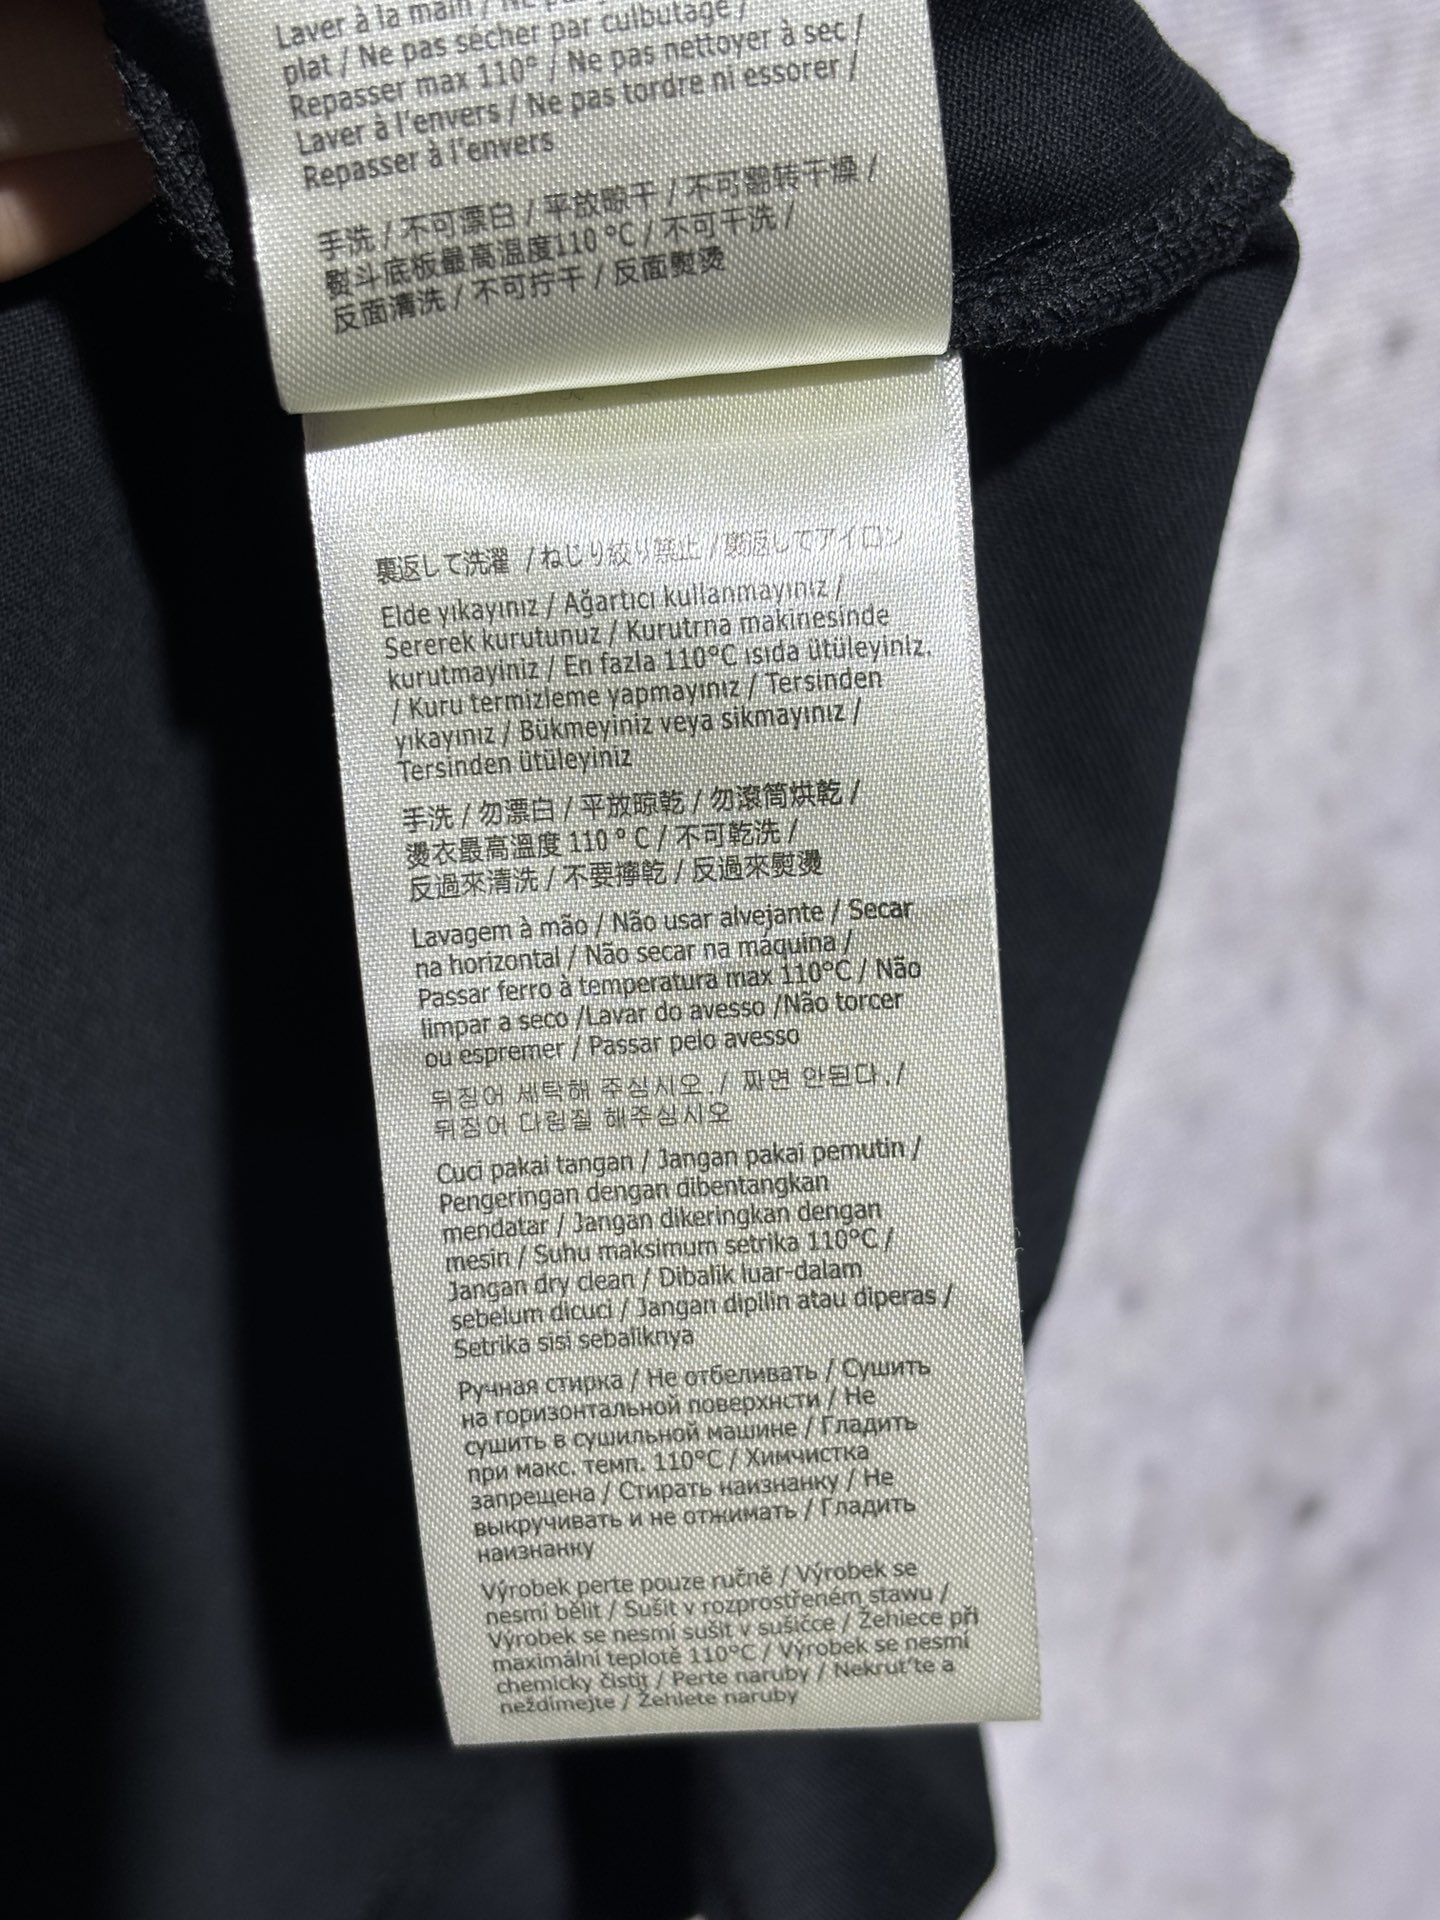 Laver à la main /
plat / Ne pas sécher par culbutage /
Repasser max 110° / Ne pas nettoyer à sec /
Laver à l'envers / Ne pas tordre ni essorer /
Repasser à l'envers
手洗 / 不可漂白 / 平放晾干 / 不可翻转干燥 /
熨斗底板最高温度110 °C / 不可干洗 /
反面清洗 / 不可拧干 / 反面熨烫
裏返して洗濯 / ねじり絞り禁止 / 裏返してアイロン
Elde yıkayınız / Ağartıcı kullanmayınız /
Sererek kurutunuz / Kurutrna makinesinde
kurutmayiniz / En fazla 110°C ısıda ütüleyiniz.
/ Kuru termizleme yapmayınız / Tersinden
yıkayınız / Bükmeyiniz veya sikmayınız /
Tersinden ütüleyiniz
手洗 / 勿漂白 / 平放晾乾 / 勿滾筒烘乾 /
燙衣最高溫度 110 ° C / 不可乾洗 /
反過來清洗 / 不要擰乾 / 反過來熨燙
Lavagem à mão / Não usar alvejante / Secar
na horizontal / Não secar na máquina /
Passar ferro à temperatura max 110°C / Não
limpar a seco /Lavar do avesso /Não torcer
ou espremer / Passar pelo avesso
뒤집어 세탁해 주십시오. / 짜면 안된다. /
뒤집어 다림질 해주십시오
Cuci pakai tangan / Jangan pakai pemutin /
Pengeringan dengan dibentangkan
mendatar / Jangan dikeringkan dengan
mesin / Suhu maksimum setrika 110°C /
Jangan dry clean / Dibalik luar-dalam
sebelum dicuci / Jangan dipilin atau diperas /
Setrika sisi sebaliknya
Ручная стирка / Не отбеливать / Сушить
на горизонтальной поверхнсти / Не
сушить в сушильной машине / Гладить
при макс. темп. 110°C / Химчистка
запрещена / Стирать наизнанку / Не
выкручивать и не отжимать / Гладить
наизнанку
Výrobek perte pouze ručně / Výrobek se
nesmí bělit / Sušit v rozprostřeném stawu /
Výrobek se nesmí sušit v sušičce / Žehlece při
maximální teplotě 110°C / Výrobek se nesmí
chemicky čistit / Perte naruby / Nekrut'te a
neždímejte / Žehlete naruby